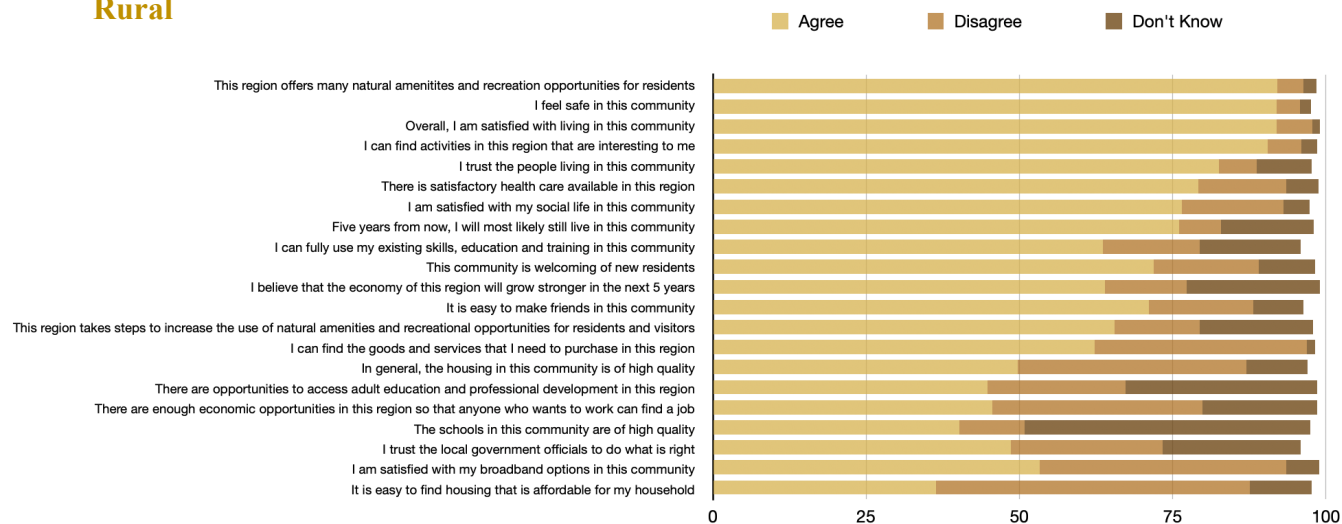 Rural
Agree Disagree Don't Know
This region offers many natural amenitites and recreation opportunities for residents
I feel safe in this community
Overall, I am satisfied with living in this community
I can find activities in this region that are interesting to me
I trust the people living in this community
There is satisfactory health care available in this region
I am satisfied with my social life in this community
Five years from now, I will most likely still live in this community
I can fully use my existing skills, education and training in this community
This community is welcoming of new residents
I believe that the economy of this region will grow stronger in the next 5 years
It is easy to make friends in this community
This region takes steps to increase the use of natural amenities and recreational opportunities for residents and visitors
I can find the goods and services that I need to purchase in this region
In general, the housing in this community is of high quality
There are opportunities to access adult education and professional development in this region
There are enough economic opportunities in this region so that anyone who wants to work can find a job
The schools in this community are of high quality
I trust the local government officials to do what is right
I am satisfied with my broadband options in this community
It is easy to find housing that is affordable for my household
0 25 50 75 100